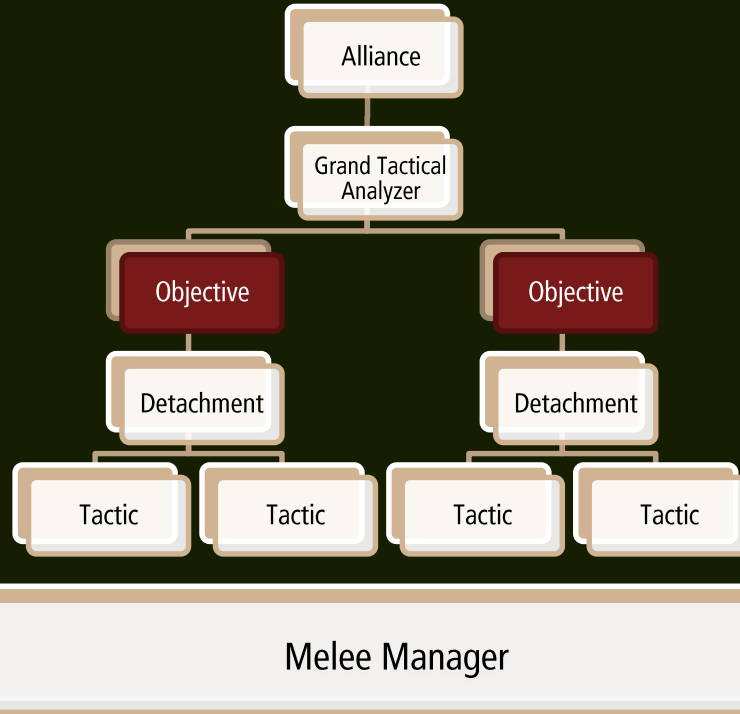 Alliance
Grand Tactical
Analyzer
Objective
Objective
Detachment
Detachment
Tactic
Tactic
Tactic
Tactic
Melee Manager